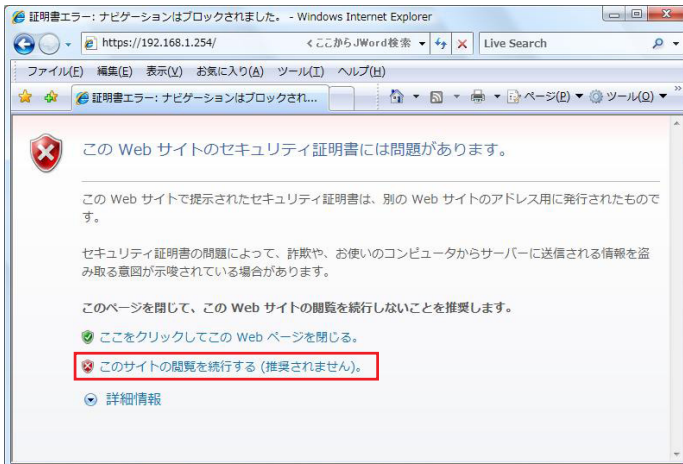 証明書エラー: ナビゲーションはブロックされました。 - Windows Internet Explorer
https://192.168.1.254/ くここからJWord検索 Live Search
ファイル(F) 編集(E) 表示(V) お気に入り(A) ツール(T) ヘルプ(H)
証明書エラー: ナビゲーションはブロックされ... ページ(P) ツール(O) »
この Web サイトのセキュリティ証明書には問題があります。
この Web サイトで提示されたセキュリティ証明書は、別の Web サイトのアドレス用に発行されたもので
す。
セキュリティ証明書の問題によって、詐欺や、お使いのコンピュータからサーバーに送信される情報を盗
み取る意図が示唆されている場合があります。
このページを閉じて、この Web サイトの閲覧を続行しないことを推奨します。
ここをクリックしてこの Web ページを閉じる。
このサイトの閲覧を続行する (推奨されません)。
詳細情報